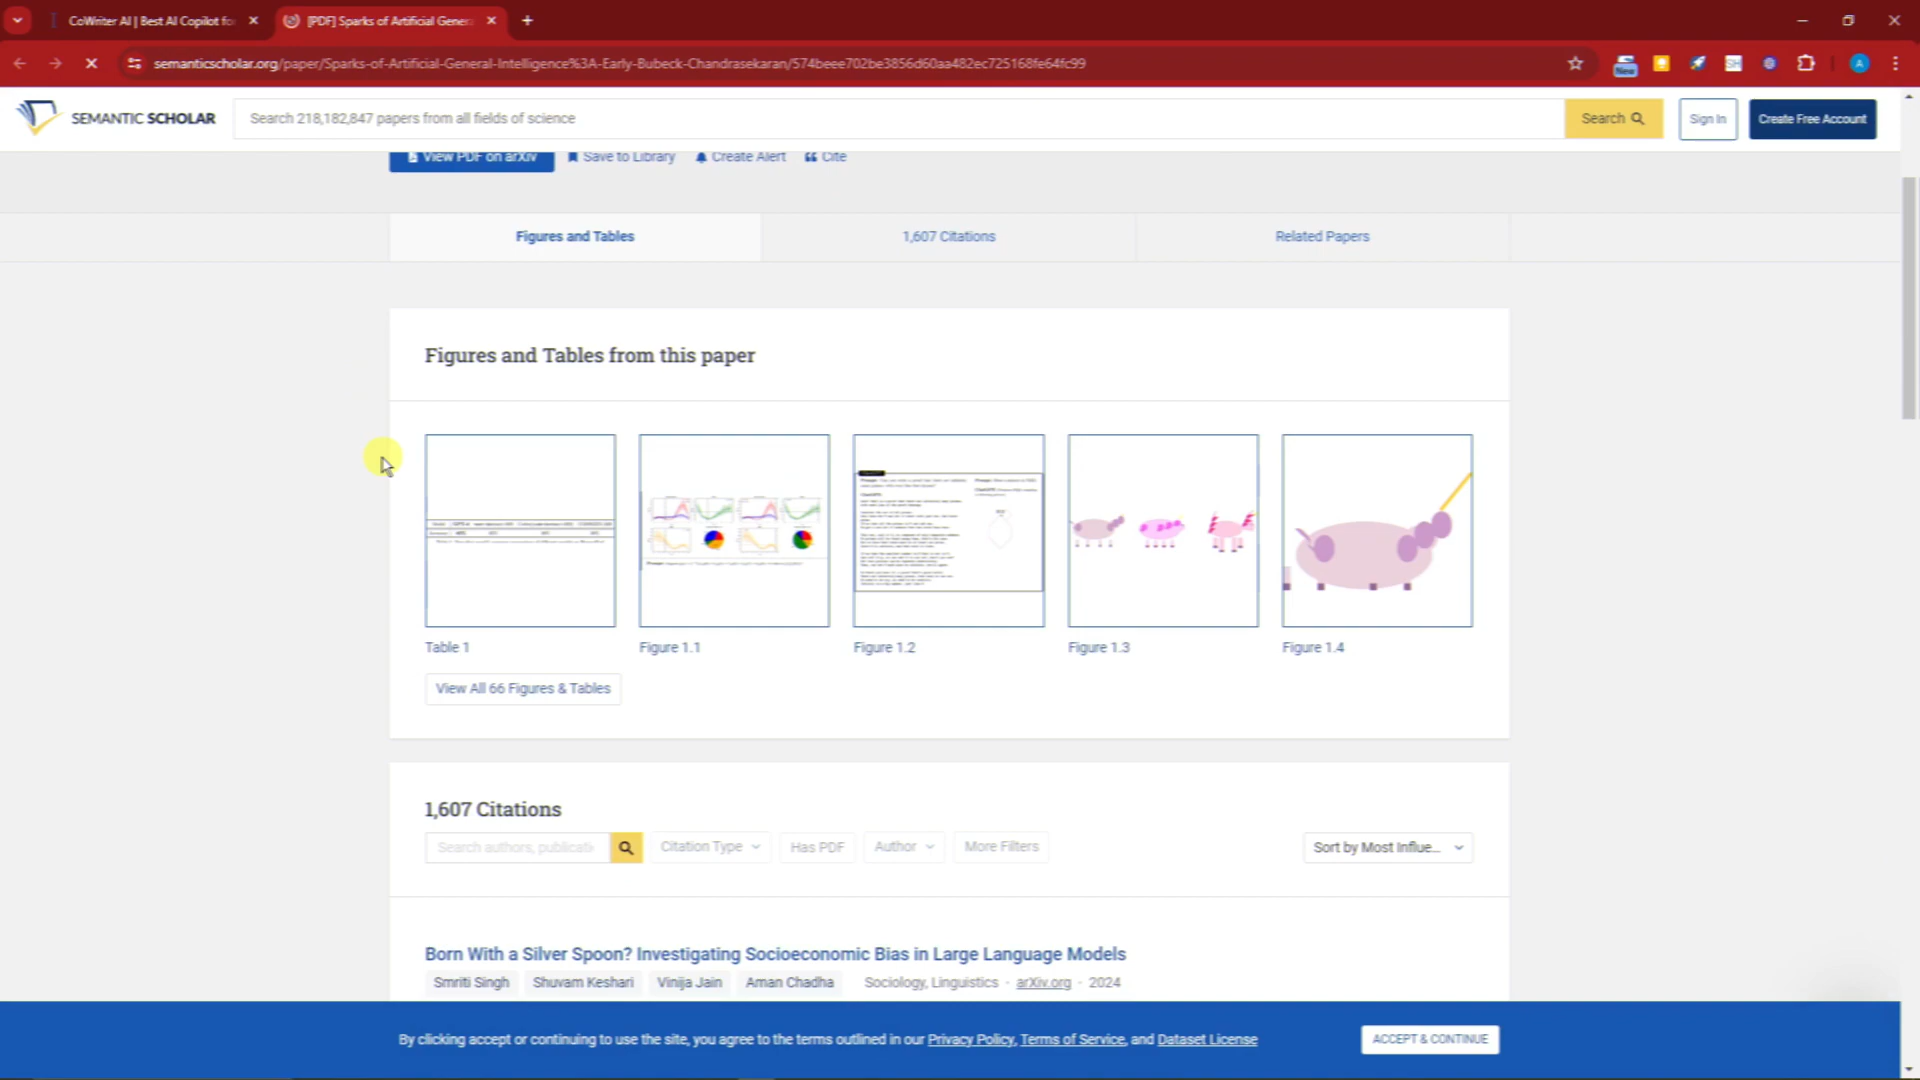 CoWriter AI | Best AI Copilot fo
[PDF] Sparks of Artificial Gener
semanticscholar.org/paper/Sparks-of-Artificial-General-Intelligence%3A-Early-Bubeck-Chandrasekaran/574beee702be3856d60aa482ec725168fe64fc99
New
A
SEMANTIC SCHOLAR
Search 218,182,847 papers from all fields of science
Search
Sign In
Create Free Account
View PDF on arXiv
Save to Library
Create Alert
Cite
Figures and Tables
1,607 Citations
Related Papers
Figures and Tables from this paper
Table 1
Figure 1.1
Figure 1.2
Figure 1.3
Figure 1.4
View All 66 Figures & Tables
1,607 Citations
Search authors, publicati
Citation Type
Has PDF
Author
More Filters
Sort by Most Influe...
Born With a Silver Spoon? Investigating Socioeconomic Bias in Large Language Models
Smriti Singh Shuvam Keshari Vinija Jain Aman Chadha Sociology, Linguistics · arXiv.org · 2024
By clicking accept or continuing to use the site, you agree to the terms outlined in our Privacy Policy, Terms of Service, and Dataset License
ACCEPT & CONTINUE